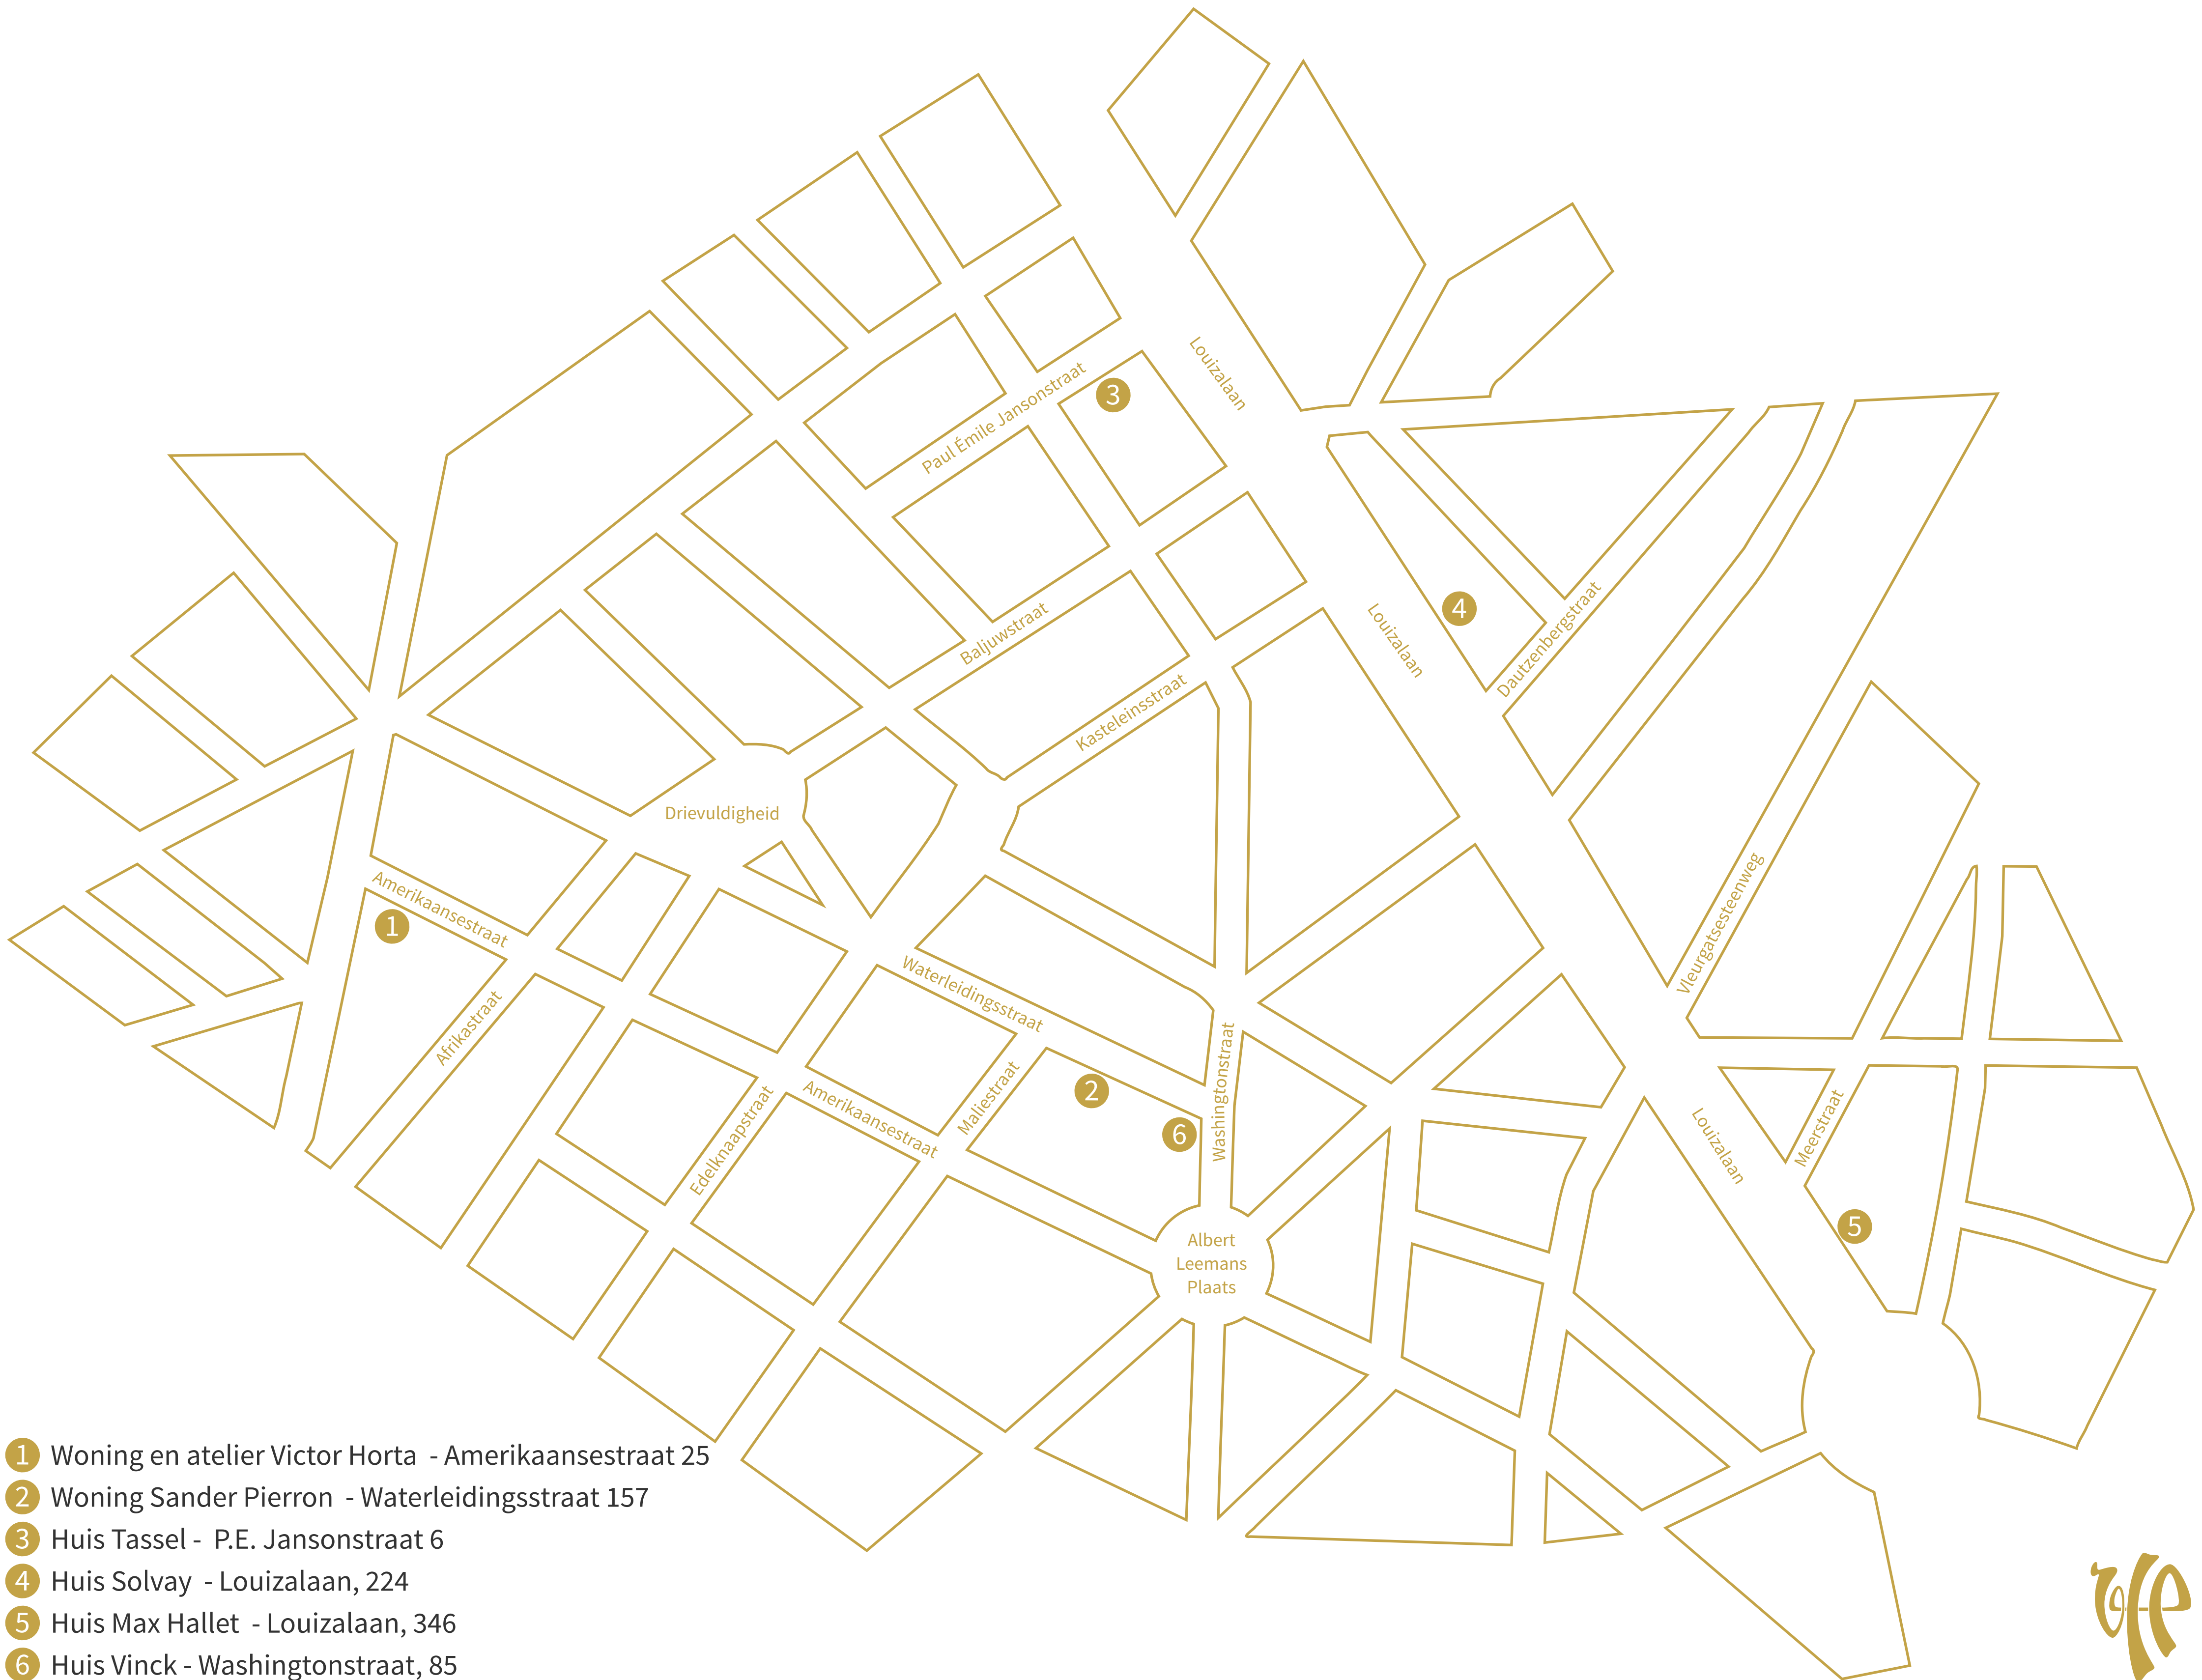 Louizalaan
Paul Émile Jansonstraat
3
Louizalaan
4
Dautzenbergstraat
Baljuwstraat
Kasteleinsstraat
Drievuldigheid
Vleurgatsesteenweg
Amerikaansestraat
1
Waterleidingsstraat
Afrikastraat
Washingtonstraat
Maliestraat
2
Amerikaansestraat
Edelknaapstraat
6
Louizalaan
Meerstraat
5
Albert
Leemans
Plaats
1 Woning en atelier Victor Horta - Amerikaansestraat 25
2 Woning Sander Pierron - Waterleidingsstraat 157
3 Huis Tassel - P.E. Jansonstraat 6
4 Huis Solvay - Louizalaan, 224
5 Huis Max Hallet - Louizalaan, 346
6 Huis Vinck - Washingtonstraat, 85